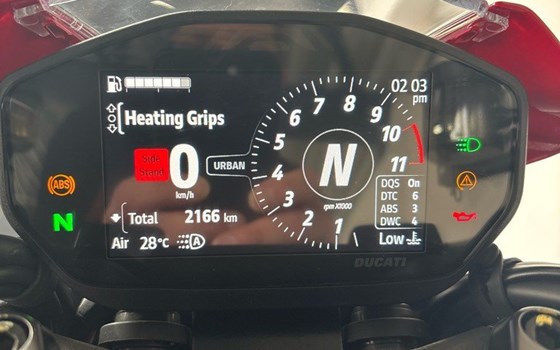 02 03
pm
Heating Grips
Side
Stand
0
km/h
URBAN
N
rpm X1000
1
2
3
4
5
6
7
8
9
10
11
DQS On
DTC 6
ABS 3
DWC 4
ABS
N
Total 2166 km
Air 28°C (A)
Low
DUCATI